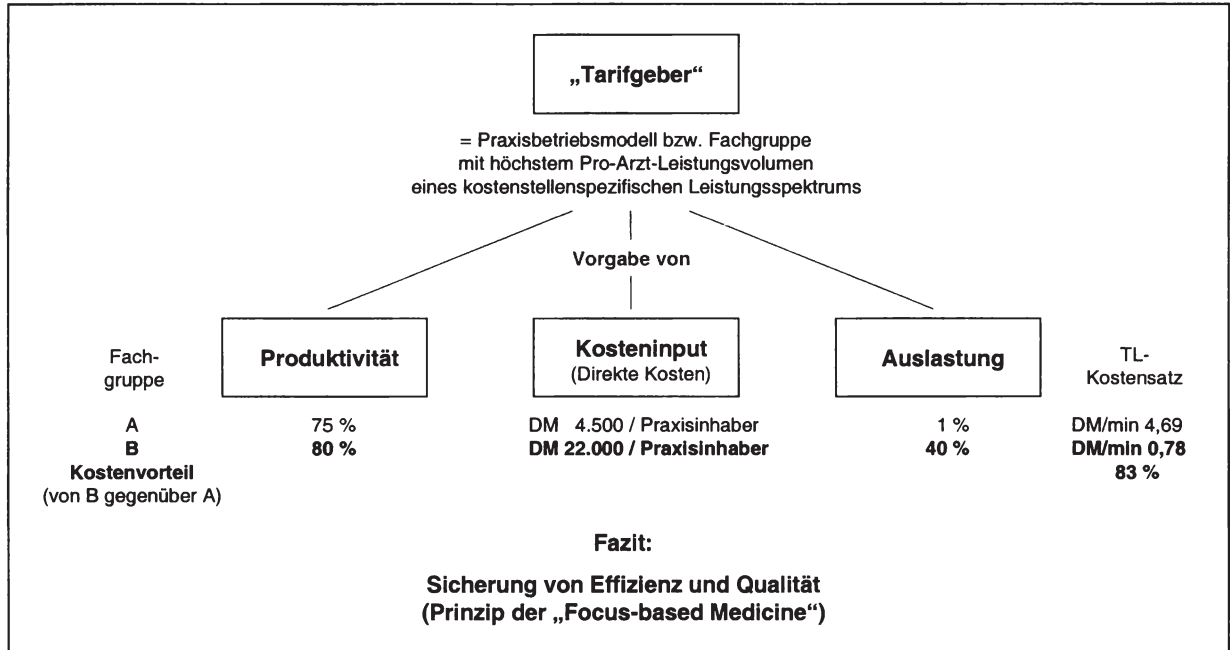 „Tarifgeber“
= Praxisbetriebsmodell bzw. Fachgruppe
mit höchstem Pro-Arzt-Leistungsvolumen
eines kostenstellenspezifischen Leistungsspektrums
Vorgabe von
Fach-
gruppe
Produktivität
Kosteninput
(Direkte Kosten)
Auslastung
TL-
Kostensatz
A 75 % DM 4.500 / Praxisinhaber 1 % DM/min 4,69
B 80 % DM 22.000 / Praxisinhaber 40 % DM/min 0,78
Kostenvorteil 83 %
(von B gegenüber A)
Fazit:
Sicherung von Effizienz und Qualität
(Prinzip der „Focus-based Medicine“)